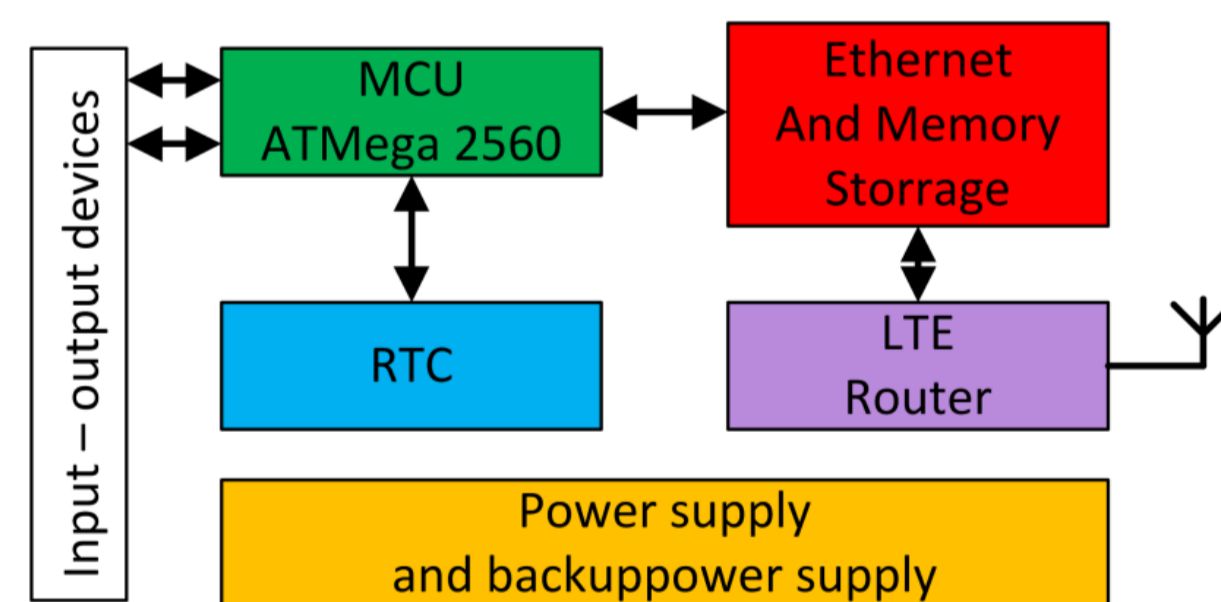 Input – output devices
MCU
ATMega 2560
Ethernet
And Memory
Storrage
RTC
LTE
Router
Power supply
and backuppower supply